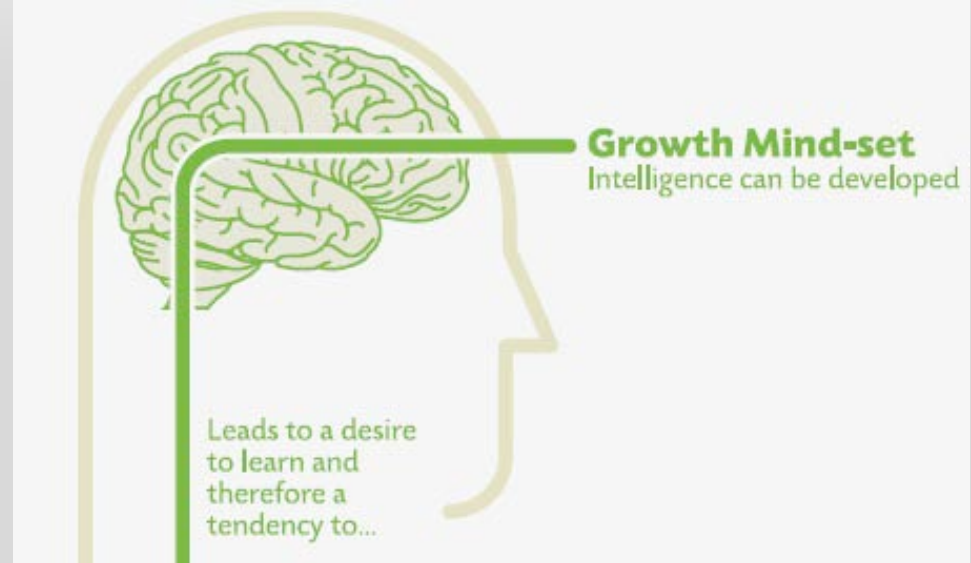 Growth Mind-set
Intelligence can be developed
Leads to a desire
to learn and
therefore a
tendency to...